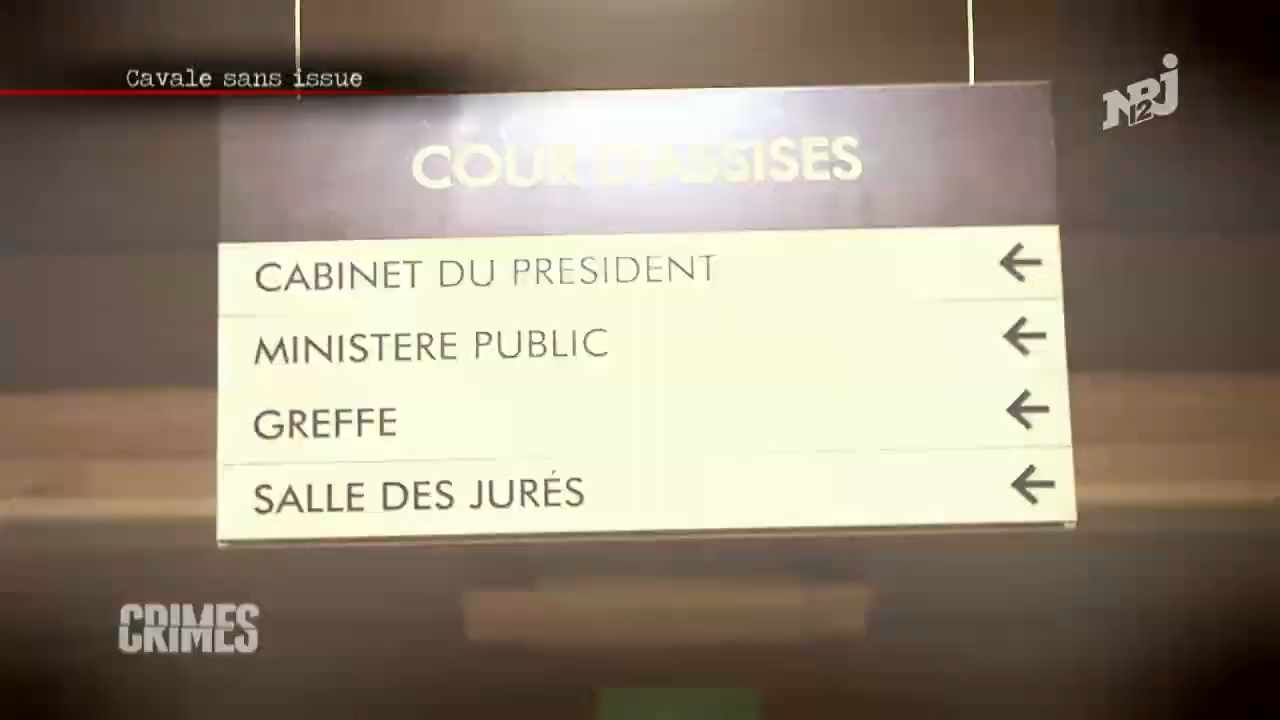 Cavale sans issue
NRJ
12
COUR D'ASSISES
CABINET DU PRESIDENT
MINISTERE PUBLIC
GREFFE
SALLE DES JURÉS
CRIMES